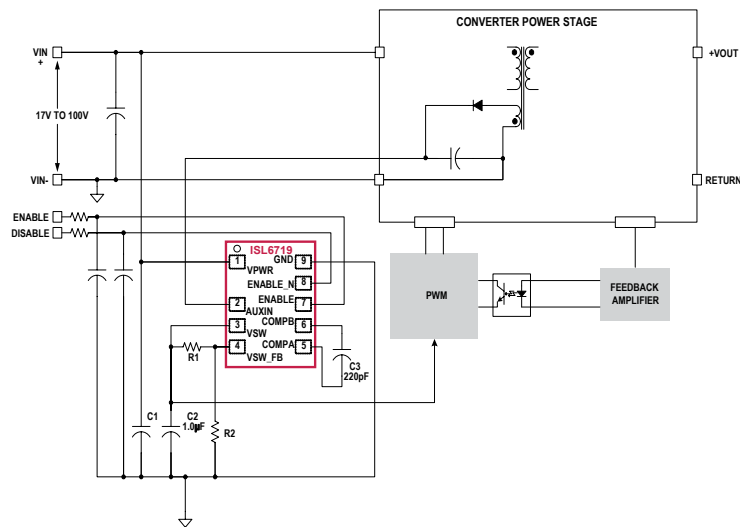 CONVERTER POWER STAGE
VIN
+
+VOUT
17V TO 100V
VIN-
RETURN
ENABLE
DISABLE
ISL6719
GND
1
9
VPWR
8
ENABLE_N
ENABLE
2
7
AUXIN
COMPB
3
6
VSW
COMPA
4
5
VSW_FB
R1
C3
220pF
PWM
FEEDBACK
AMPLIFIER
C1
C2
1.0µF
R2